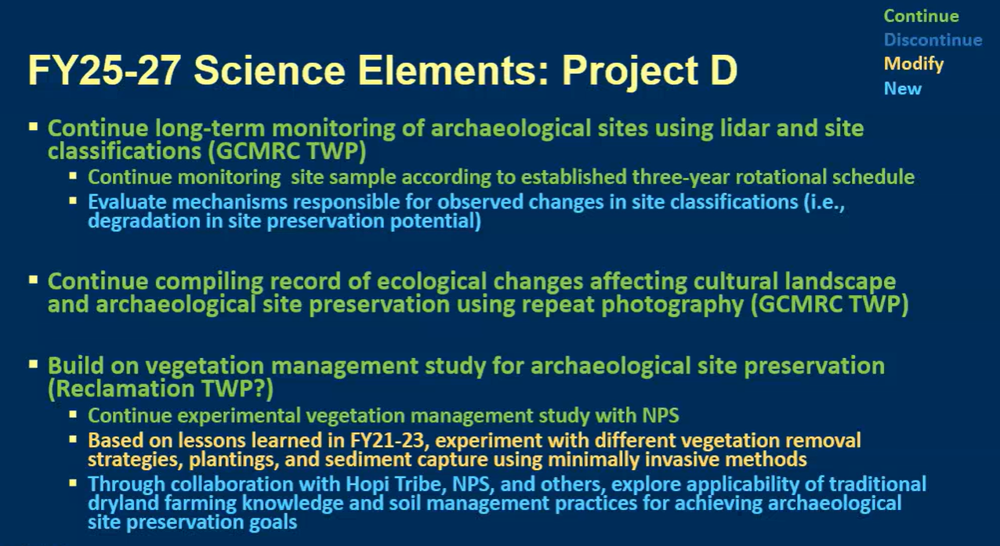 Continue
Discontinue
Modify
New
FY25-27 Science Elements: Project D
▪ Continue long-term monitoring of archaeological sites using lidar and site
classifications (GCMRC TWP)
▪ Continue monitoring  site sample according to established three-year rotational schedule
▪ Evaluate mechanisms responsible for observed changes in site classifications (i.e.,
degradation in site preservation potential)
▪ Continue compiling record of ecological changes affecting cultural landscape
and archaeological site preservation using repeat photography (GCMRC TWP)
▪ Build on vegetation management study for archaeological site preservation
(Reclamation TWP?)
▪ Continue experimental vegetation management study with NPS
▪ Based on lessons learned in FY21-23, experiment with different vegetation removal
strategies, plantings, and sediment capture using minimally invasive methods
▪ Through collaboration with Hopi Tribe, NPS, and others, explore applicability of traditional
dryland farming knowledge and soil management practices for achieving archaeological
site preservation goals